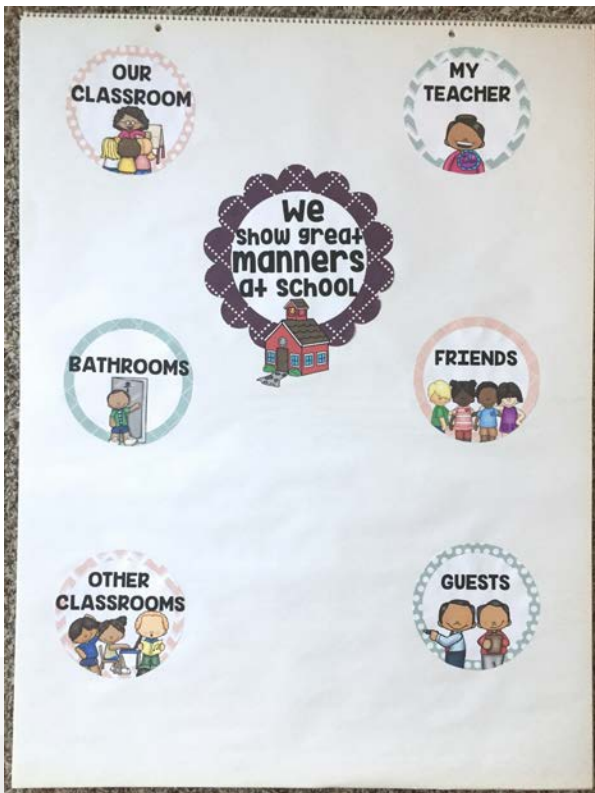 OUR
CLASSROOM
MY
TEACHER
We
show great
manners
at school
BATHROOMS
FRIENDS
OTHER
CLASSROOMS
GUESTS